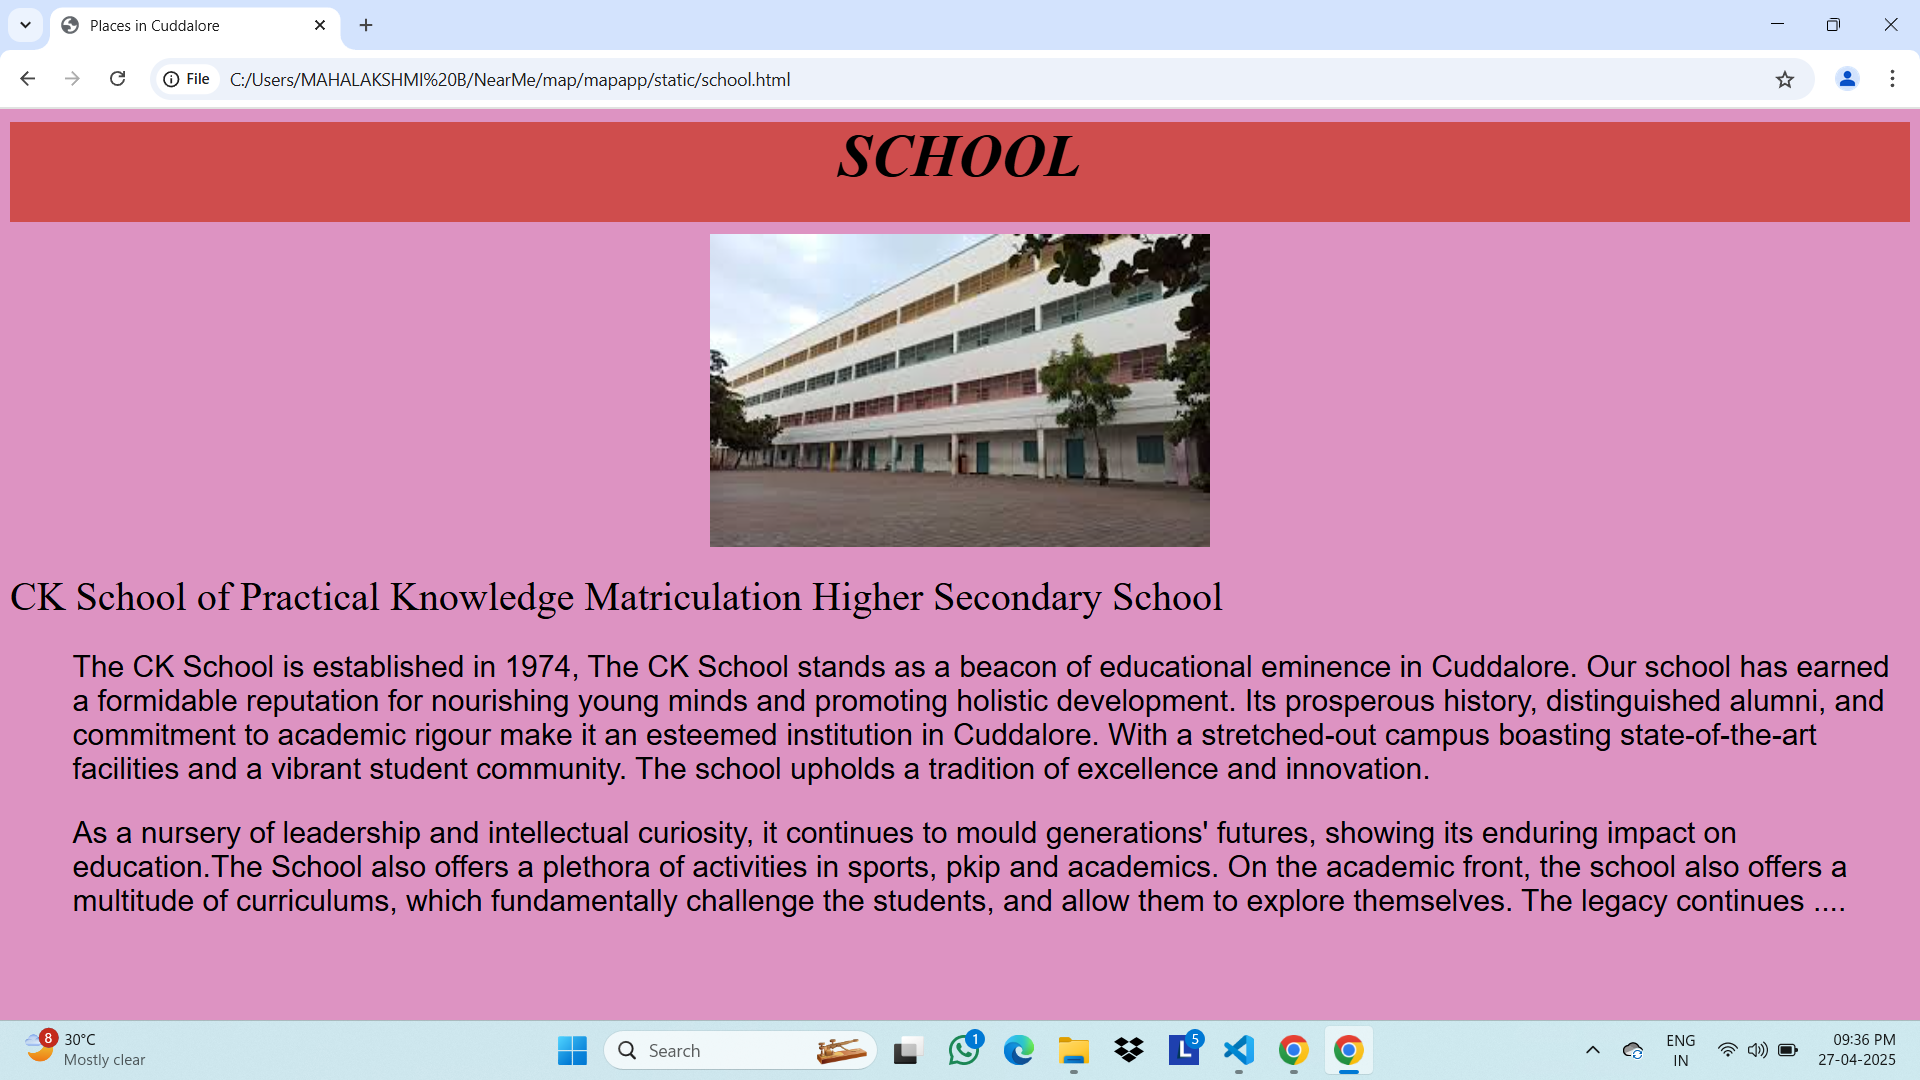 Places in Cuddalore
File
C:/Users/MAHALAKSHMI%20B/NearMe/map/mapapp/static/school.html
SCHOOL
CK School of Practical Knowledge Matriculation Higher Secondary School
The CK School is established in 1974, The CK School stands as a beacon of educational eminence in Cuddalore. Our school has earned
a formidable reputation for nourishing young minds and promoting holistic development. Its prosperous history, distinguished alumni, and
commitment to academic rigour make it an esteemed institution in Cuddalore. With a stretched-out campus boasting state-of-the-art
facilities and a vibrant student community. The school upholds a tradition of excellence and innovation.
As a nursery of leadership and intellectual curiosity, it continues to mould generations' futures, showing its enduring impact on
education.The School also offers a plethora of activities in sports, pkip and academics. On the academic front, the school also offers a
multitude of curriculums, which fundamentally challenge the students, and allow them to explore themselves. The legacy continues ....
8
30°C
Mostly clear
Search
1
L
5
ENG
IN
09:36 PM
27-04-2025